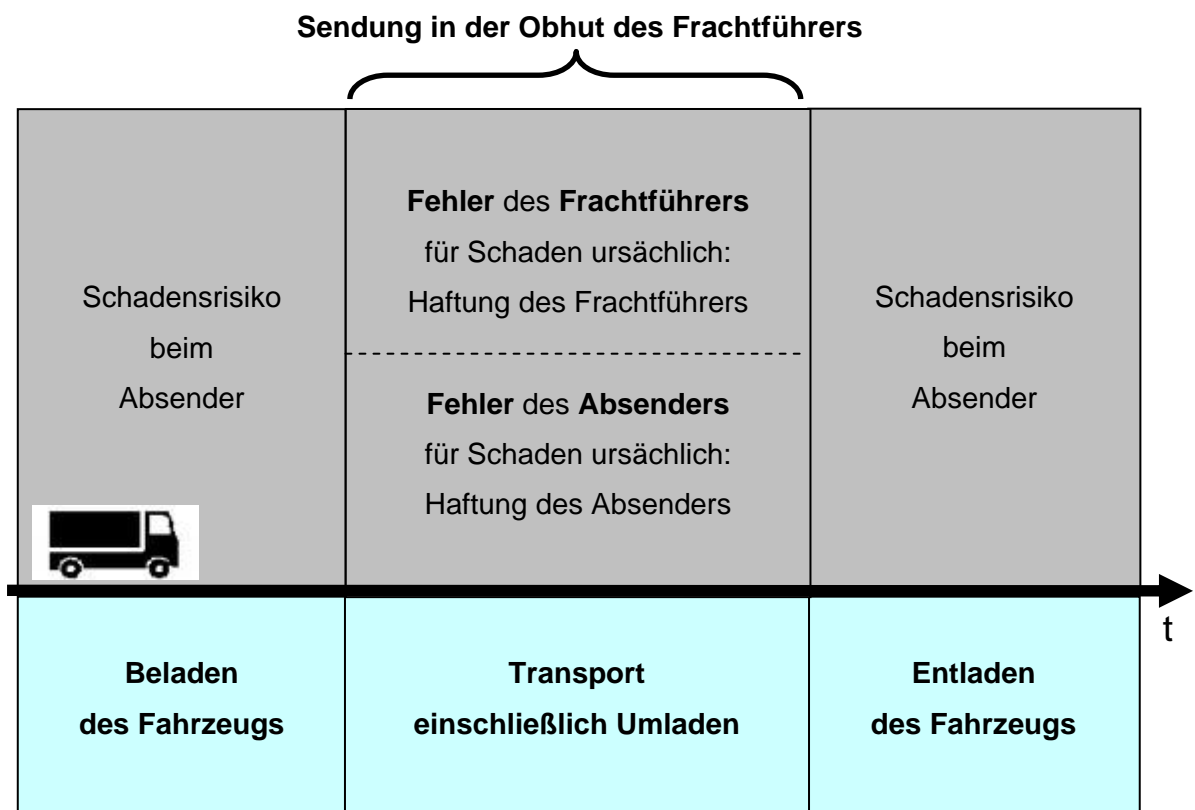 Sendung in der Obhut des Frachtführers
Schadensrisiko
beim
Absender
Fehler des Frachtführers
für Schaden ursächlich:
Haftung des Frachtführers
Fehler des Absenders
für Schaden ursächlich:
Haftung des Absenders
Schadensrisiko
beim
Absender
t
Beladen
des Fahrzeugs
Transport
einschließlich Umladen
Entladen
des Fahrzeugs